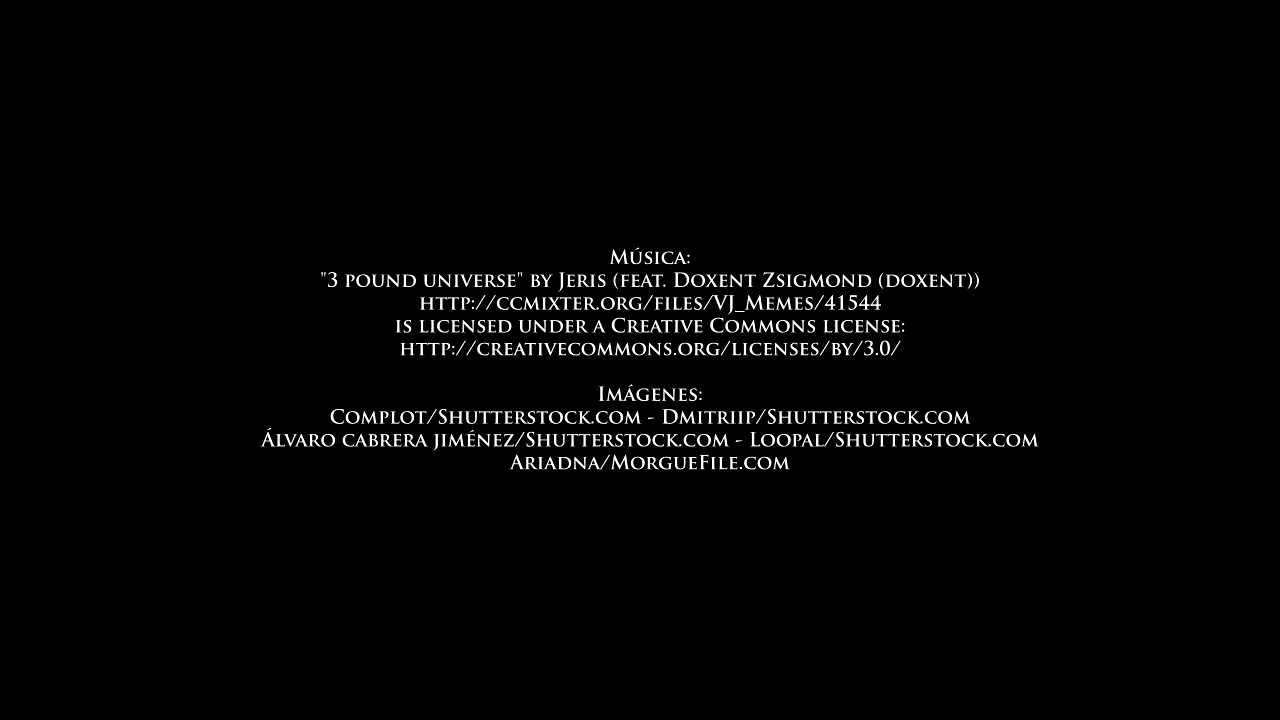 Música:
"3 pound universe" by Jeris (feat. Doxent Zsigmond (doxent))
http://ccmixter.org/files/VJ_Memes/41544
is licensed under a Creative Commons license:
http://creativecommons.org/licenses/by/3.0/
Imágenes:
Complot/Shutterstock.com - Dmitriip/Shutterstock.com
Álvaro cabrera jiménez/Shutterstock.com - Loopal/Shutterstock.com
Ariadna/MorgueFile.com